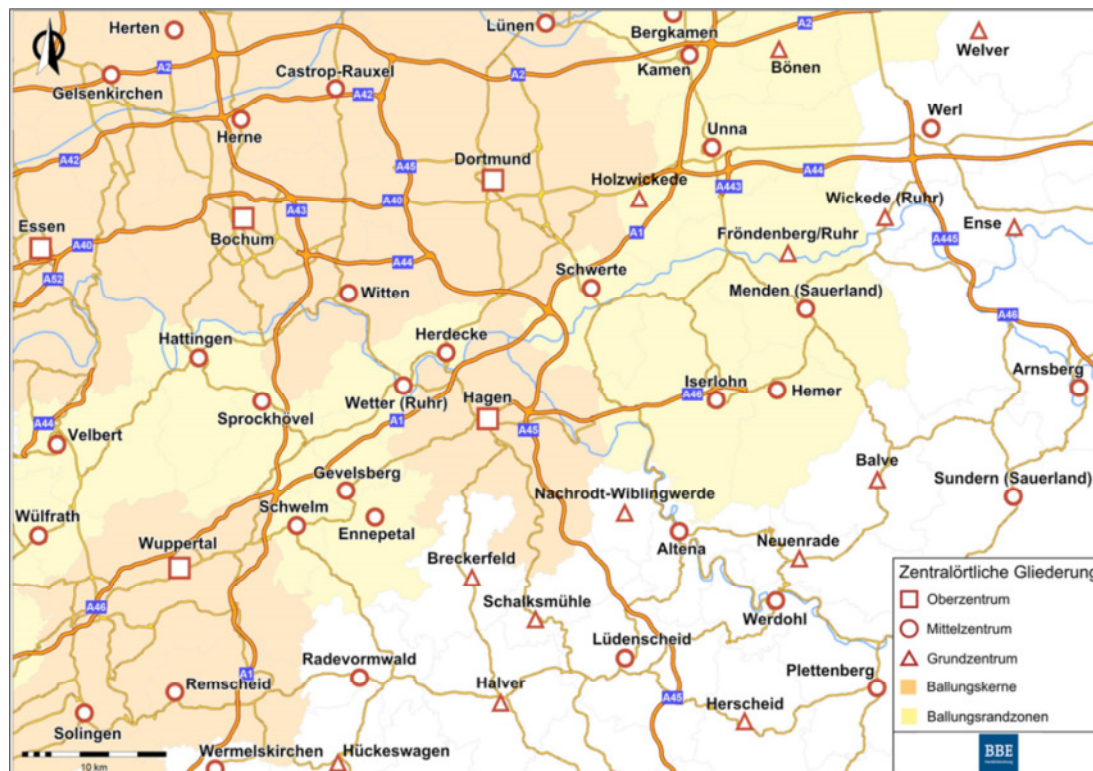 Herten
Lünen
Bergkamen
A2
Welver
A2
Gelsenkirchen
Castrop-Rauxel
A42
A2
Kamen
Bönen
Herne
Werl
Unna
A42
A45
Dortmund
A44
Holzwickede
A443
Essen
A40
Bochum
A43
A40
A1
Wickede (Ruhr)
Ense
A52
A44
Fröndenberg/Ruhr
A445
Schwerte
Witten
Menden (Sauerland)
A46
Hattingen
Herdecke
Arnsberg
Wetter (Ruhr)
Hagen
Iserlohn
A46
Hemer
Sprockhövel
A1
A44
Velbert
A45
Balve
Gevelsberg
Sundern (Sauerland)
Nachrodt-Wiblingwerde
Wülfrath
Schwelm
Ennepetal
Wuppertal
Altena
Neuenrade
Breckerfeld
A46
Schalksmühle
Werdohl
Lüdenscheid
Radevormwald
A1
Plettenberg
Remscheid
Halver
A45
Herscheid
Solingen
Wermelskirchen
Hückeswagen
10 km
Zentralörtliche Gliederung
Oberzentrum
Mittelzentrum
Grundzentrum
Ballungskerne
Ballungsrandzonen
BBE